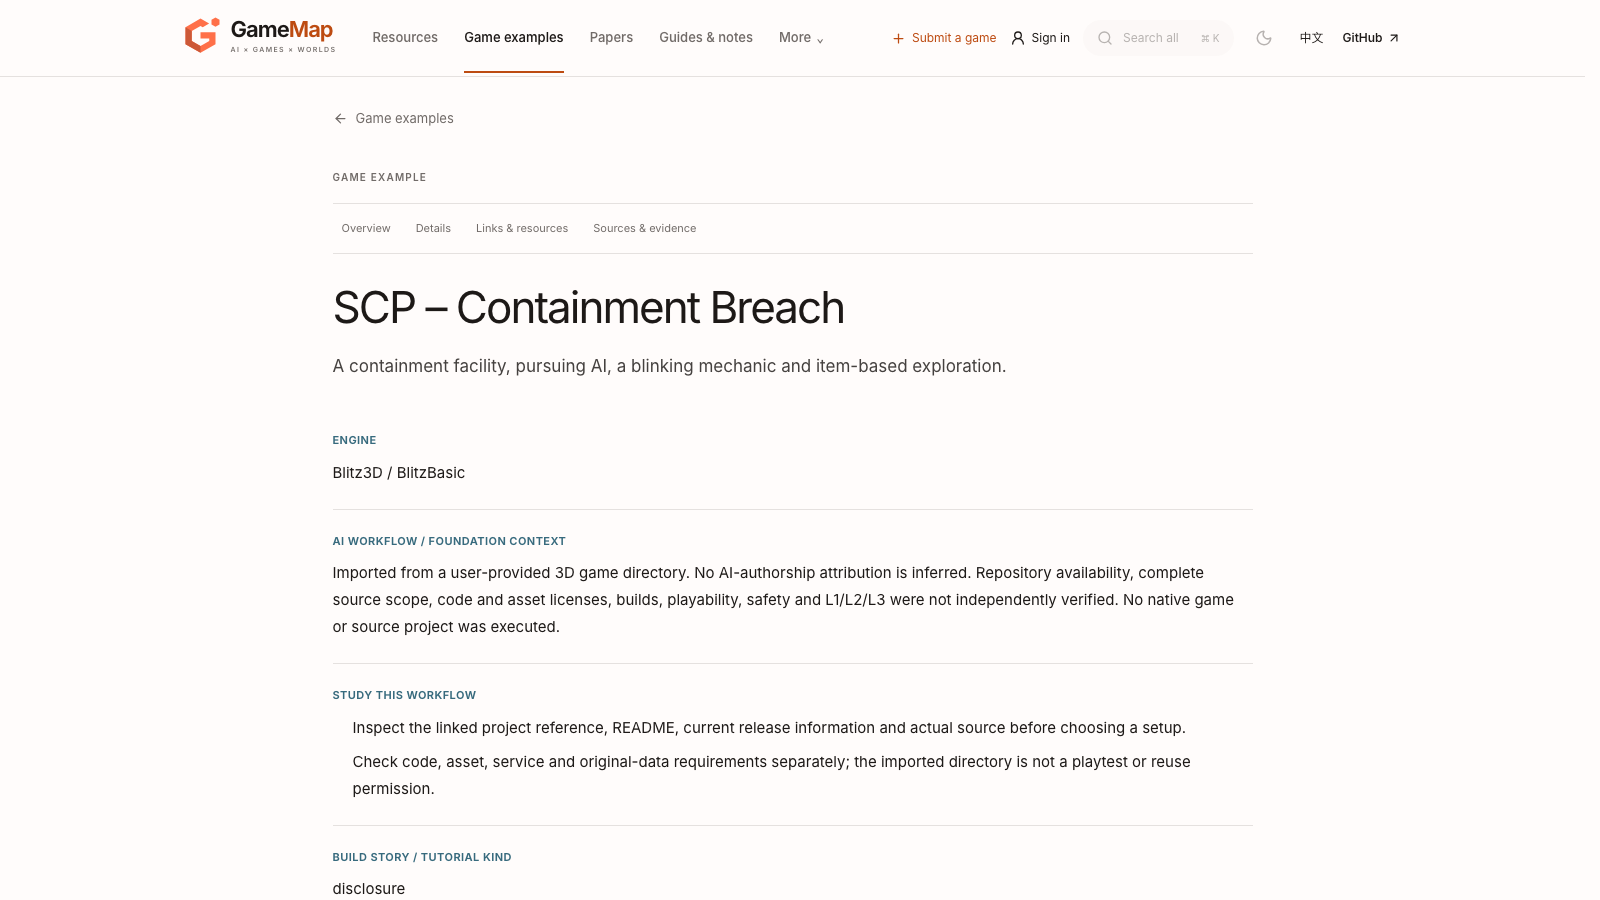 GameMap
AI × GAMES × WORLDS
Resources
Game examples
Papers
Guides & notes
More
Submit a game
Sign in
Search all
⌘ K
中文
GitHub
Game examples
GAME EXAMPLE
Overview
Details
Links & resources
Sources & evidence
SCP – Containment Breach
A containment facility, pursuing AI, a blinking mechanic and item-based exploration.
ENGINE
Blitz3D / BlitzBasic
AI WORKFLOW / FOUNDATION CONTEXT
Imported from a user-provided 3D game directory. No AI-authorship attribution is inferred. Repository availability, complete
source scope, code and asset licenses, builds, playability, safety and L1/L2/L3 were not independently verified. No native game
or source project was executed.
STUDY THIS WORKFLOW
Inspect the linked project reference, README, current release information and actual source before choosing a setup.
Check code, asset, service and original-data requirements separately; the imported directory is not a playtest or reuse
permission.
BUILD STORY / TUTORIAL KIND
disclosure